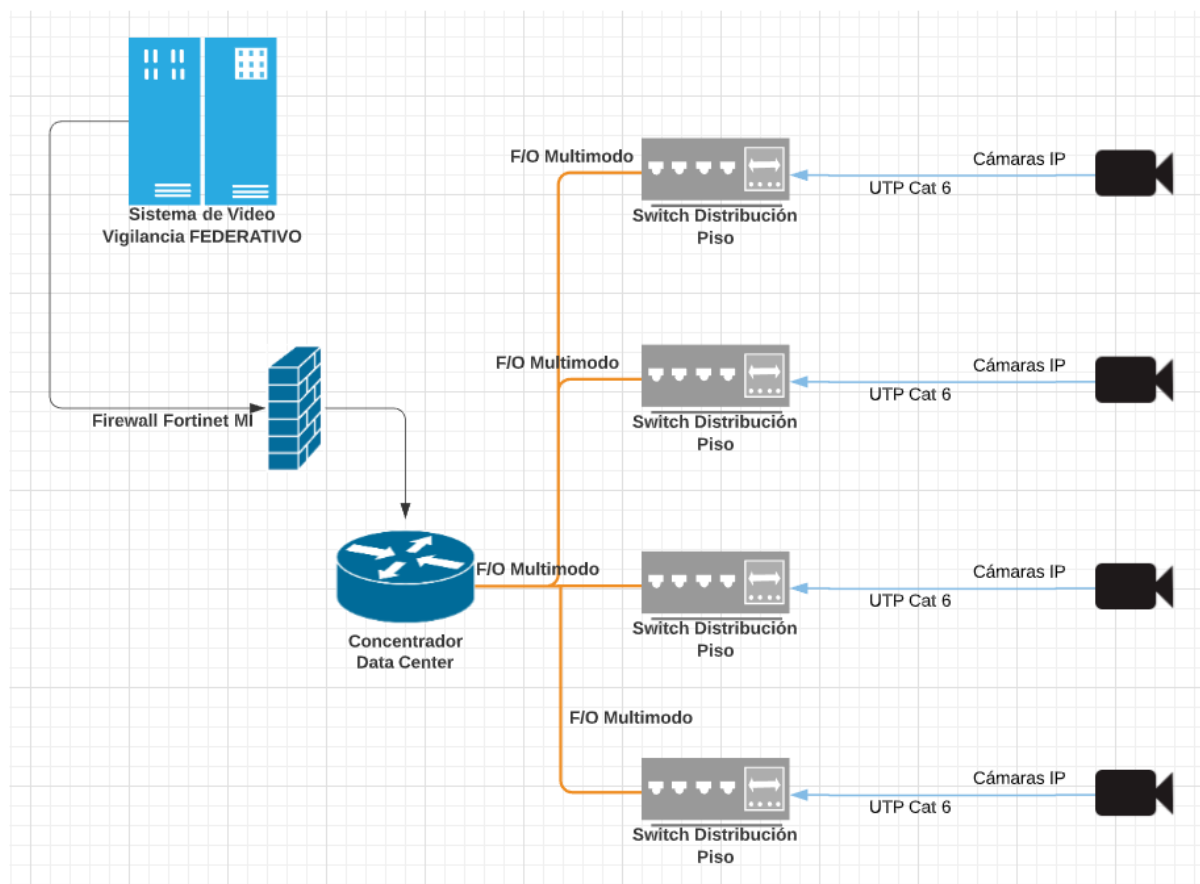 Sistema de Video
Vigilancia FEDERATIVO
Firewall Fortinet MI
Concentrador
Data Center
F/O Multimodo
Switch Distribución
Piso
Cámaras IP
UTP Cat 6
F/O Multimodo
Switch Distribución
Piso
Cámaras IP
UTP Cat 6
F/O Multimodo
Switch Distribución
Piso
Cámaras IP
UTP Cat 6
F/O Multimodo
Switch Distribución
Piso
Cámaras IP
UTP Cat 6